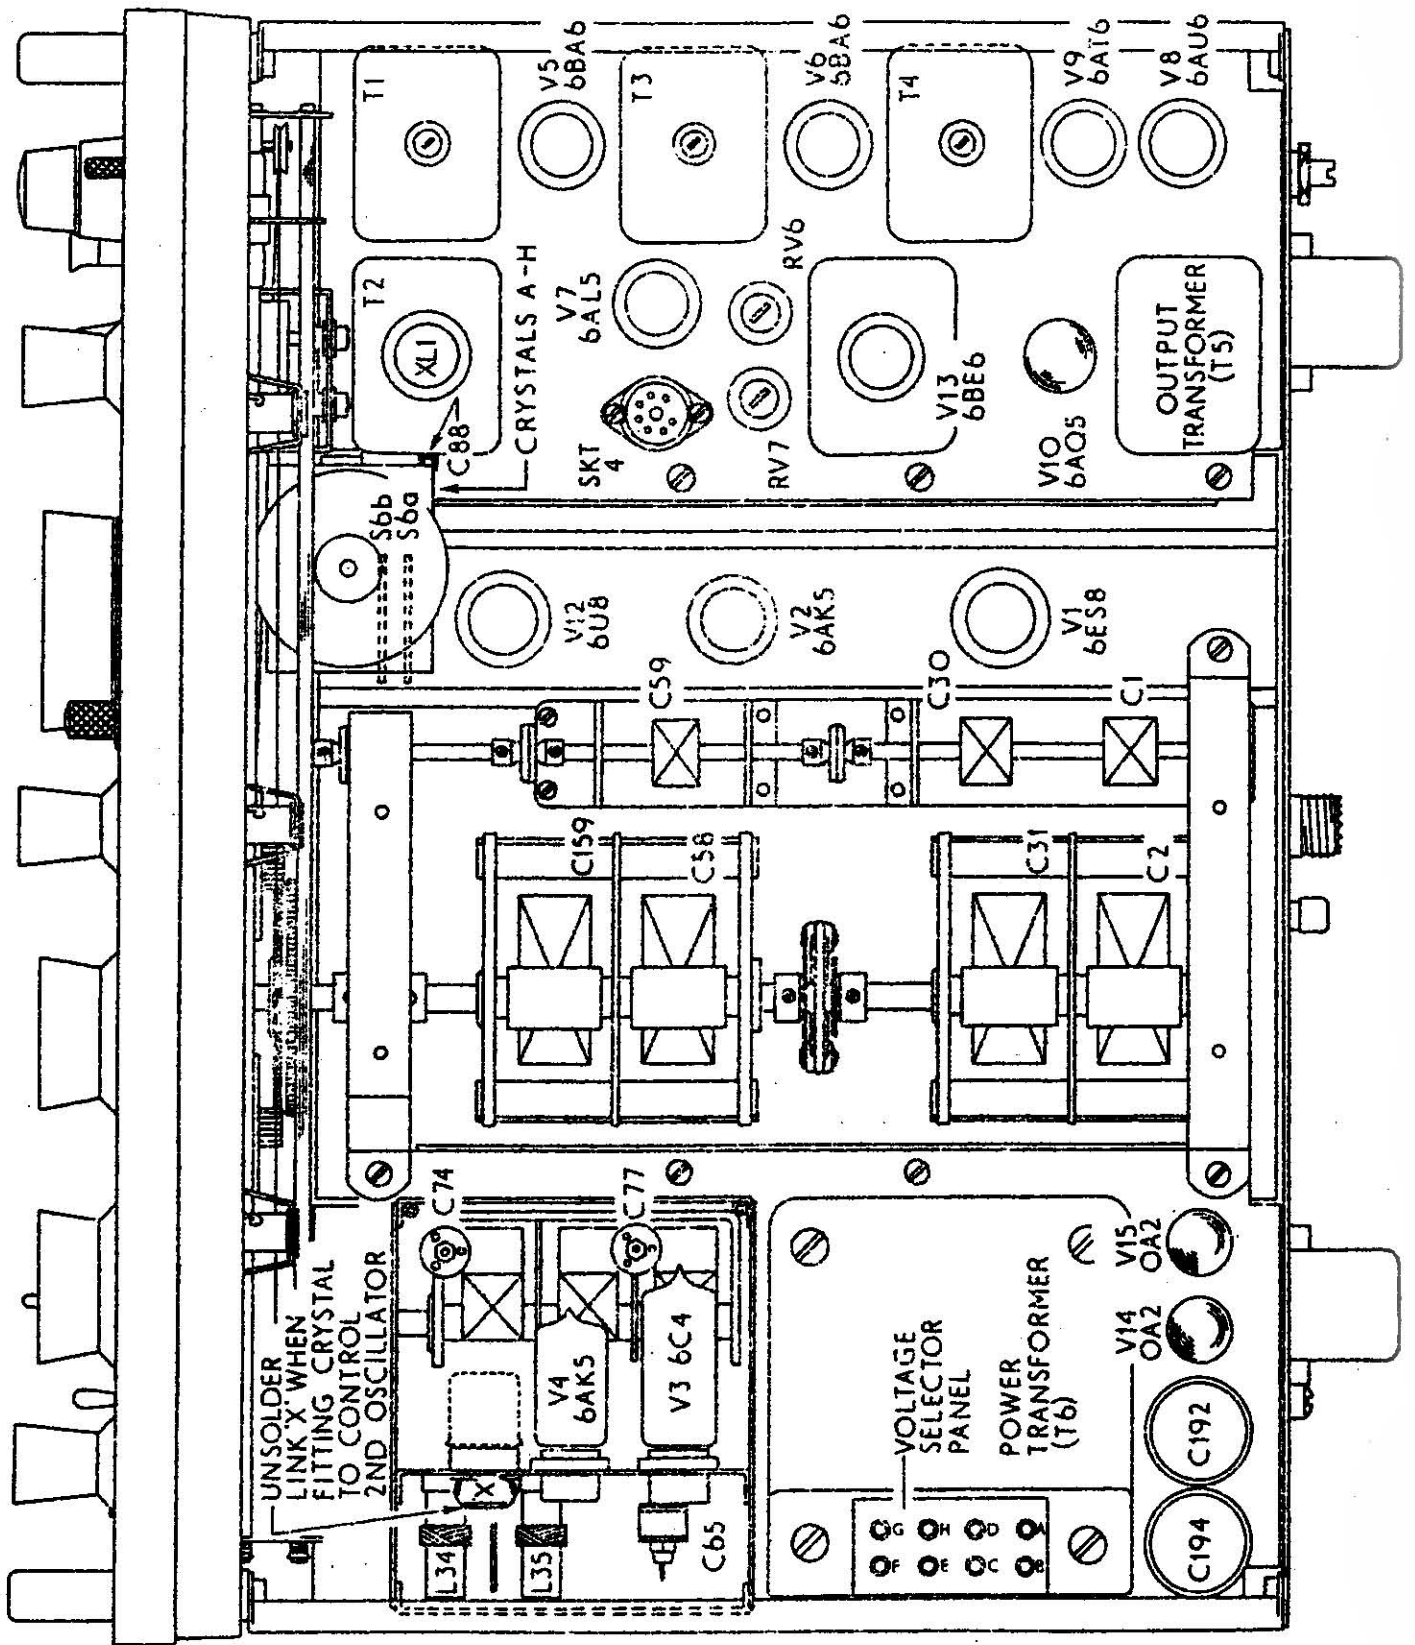 UNSOLDER
LINK 'X' WHEN
FITTING CRYSTAL
TO CONTROL
2ND OSCILLATOR
L34
X
L35
C74
V4
6AK5
C77
V3 6C4
C65
VOLTAGE
SELECTOR
PANEL
POWER
TRANSFORMER
(T6)
G
H
D
A
F
E
C
B
C194
C192
V14
OA2
V15
OA2
C159
C58
C31
C2
C59
C30
C1
S6b
S6a
V12
6U8
V2
6AK5
V1
6ES8
C88
CRYSTALS A-H
T2
XL1
T1
V5
6BA6
SKT
4
V7
6AL5
T3
RV7
RV6
V6
6BA6
V13
6BE6
T4
V10
6AQ5
V9
6AT6
V8
6AU6
OUTPUT
TRANSFORMER
(T5)